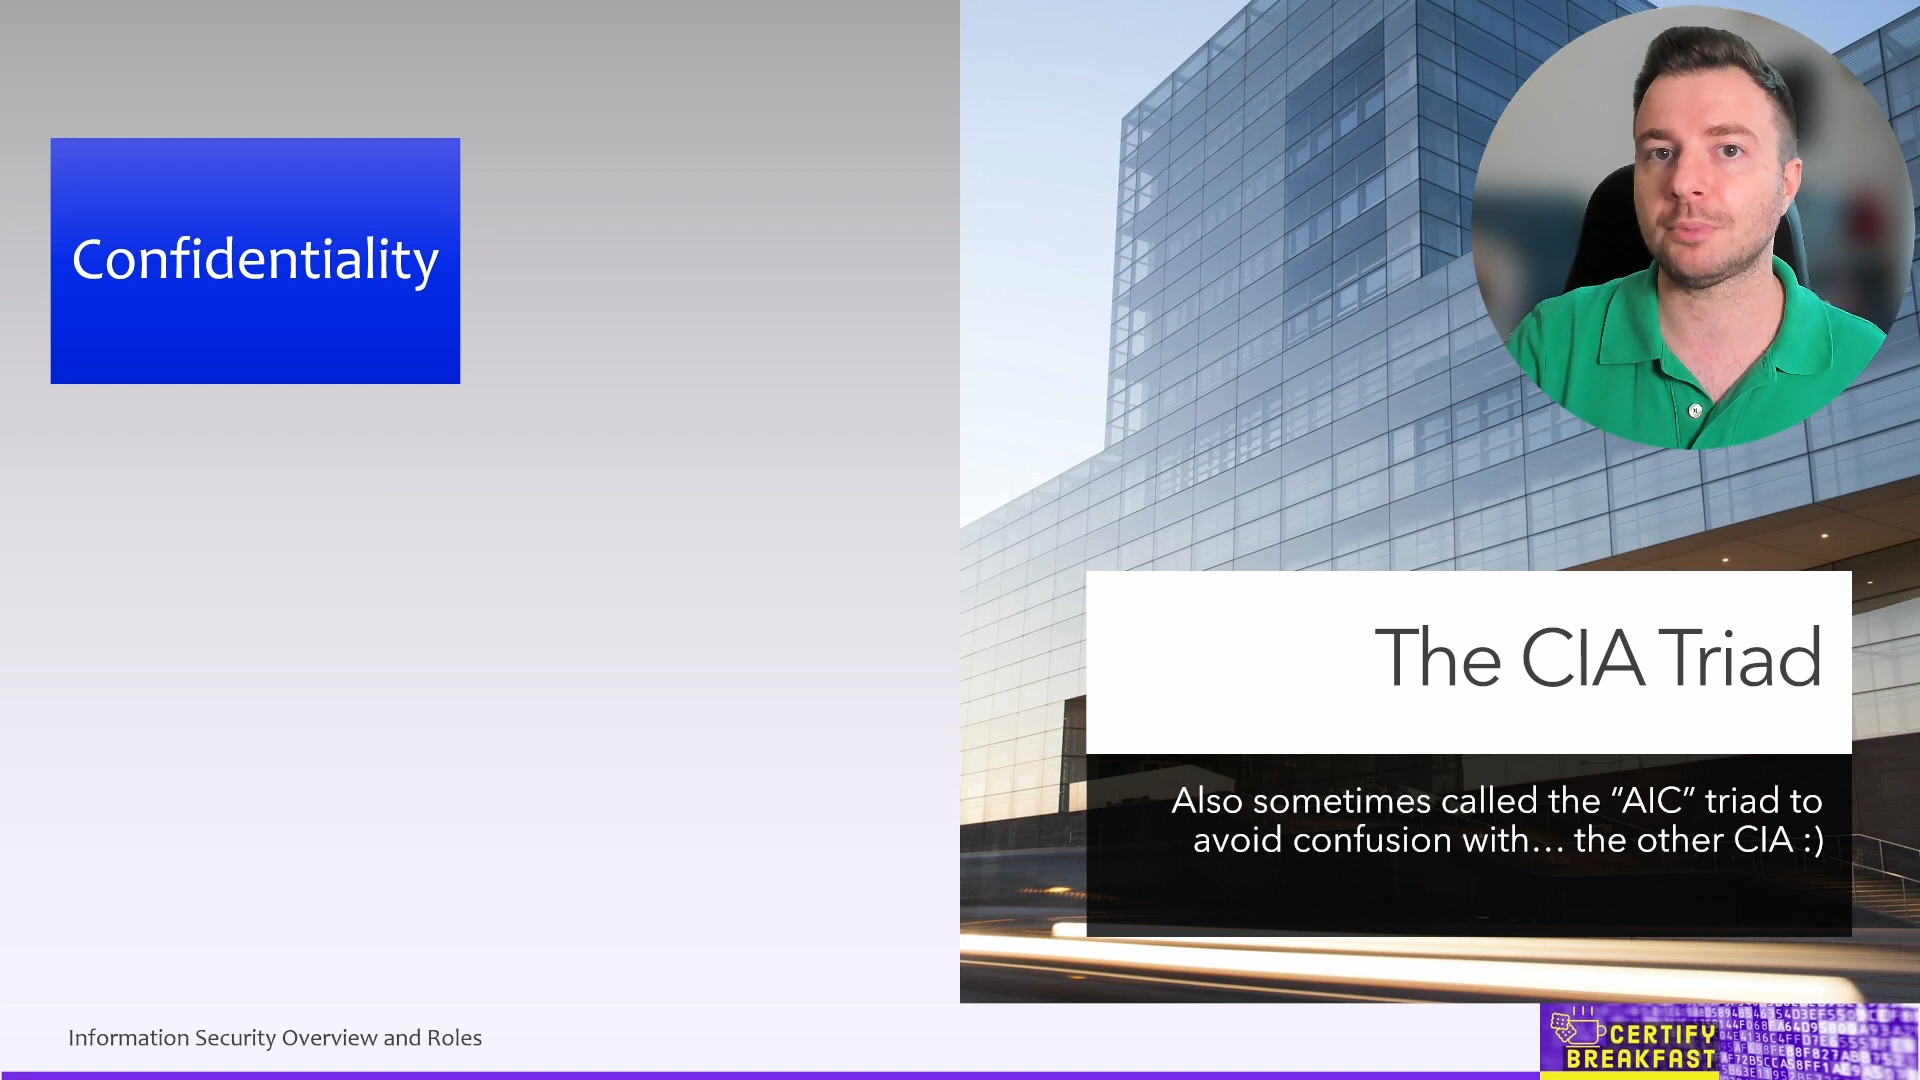 Confidentiality
The CIA Triad
Also sometimes called the “AIC” triad to
avoid confusion with... the other CIA :)
Information Security Overview and Roles
CERTIFY
BREAKFAST